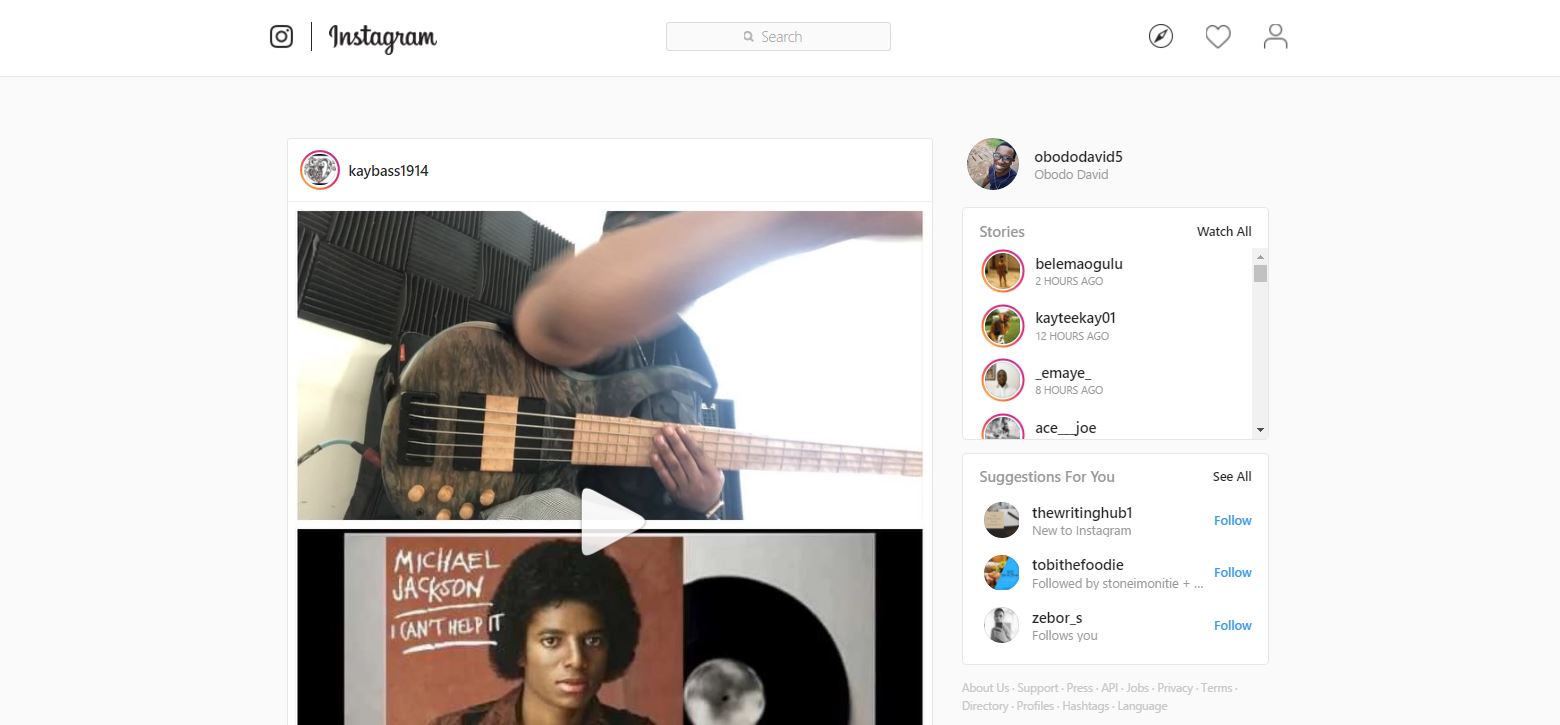 Instagram
Search
kaybass1914
MICHAEL
JACKSON
I CAN'T HELP IT
obododavid5
Obodo David
Stories
Watch All
belemaogulu
2 HOURS AGO
kayteekay01
12 HOURS AGO
_emaye_
8 HOURS AGO
ace___joe
Suggestions For You
See All
thewritinghub1
New to Instagram
Follow
tobithefoodie
Followed by stoneimonitie + ...
Follow
zebor_s
Follows you
Follow
About Us · Support · Press · API · Jobs · Privacy · Terms ·
Directory · Profiles · Hashtags · Language